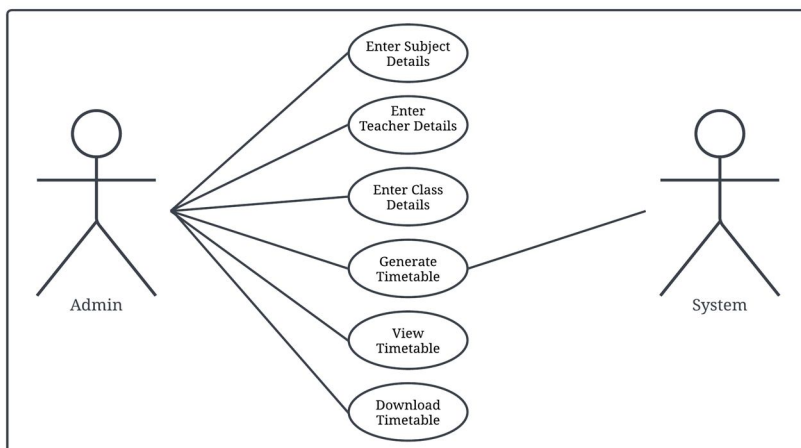 Enter Subject
Details
Enter
Teacher Details
Enter Class
Details
Generate
Timetable
Admin
System
View
Timetable
Download
Timetable